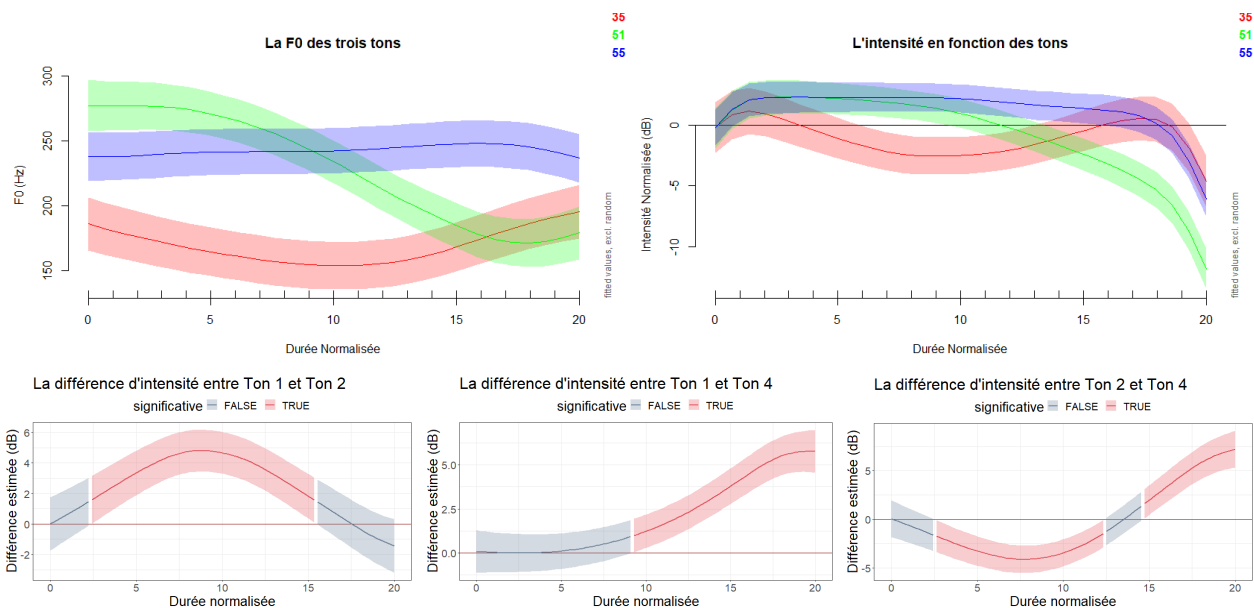 La F0 des trois tons
35
51
55
F0 (Hz)
300
250
200
150
0 5 10 15 20
Durée Normalisée
fitted values, excl. random
L'intensité en fonction des tons
35
51
55
Intensité Normalisée (dB)
0
-5
-10
0 5 10 15 20
Durée Normalisée
fitted values, excl. random
La différence d'intensité entre Ton 1 et Ton 2
significative FALSE TRUE
Différence estimée (dB)
6
4
2
0
-2
0 5 10 15 20
Durée normalisée
La différence d'intensité entre Ton 1 et Ton 4
significative FALSE TRUE
Différence estimée (dB)
5.0
2.5
0.0
0 5 10 15 20
Durée normalisée
La différence d'intensité entre Ton 2 et Ton 4
significative FALSE TRUE
Différence estimée (dB)
5
0
-5
0 5 10 15 20
Durée normalisée